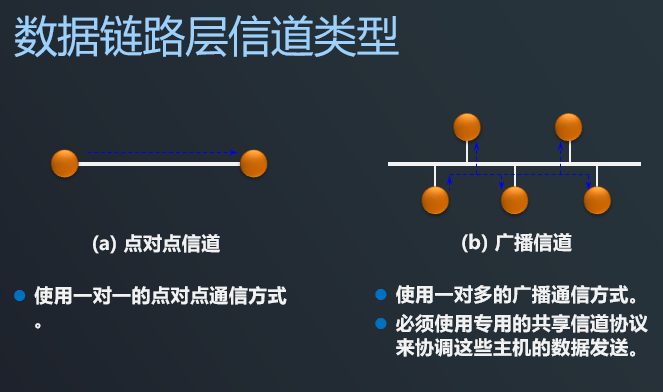 数据链路层信道类型
(a) 点对点信道
使用一对一的点对点通信方式
。
(b) 广播信道
使用一对多的广播通信方式。
必须使用专用的共享信道协议
来协调这些主机的数据发送。